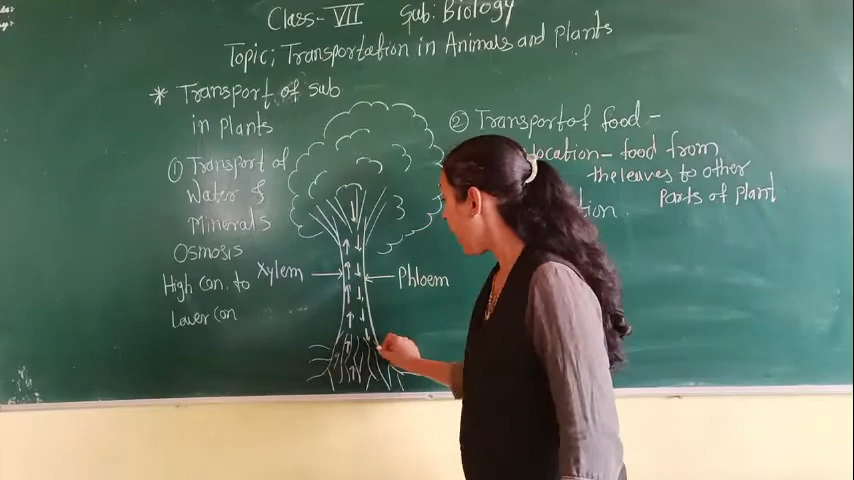 Class-VII Sub. Biology
Topic; Transportation in Animals and Plants
* Transport of sub
in plants
① Transport of
Water &
Minerals
Osmosis
High Con. to
Lower Con
Xylem
Phloem
② Transport of food -
location - food from
the leaves to other
Parts of plant
tion.